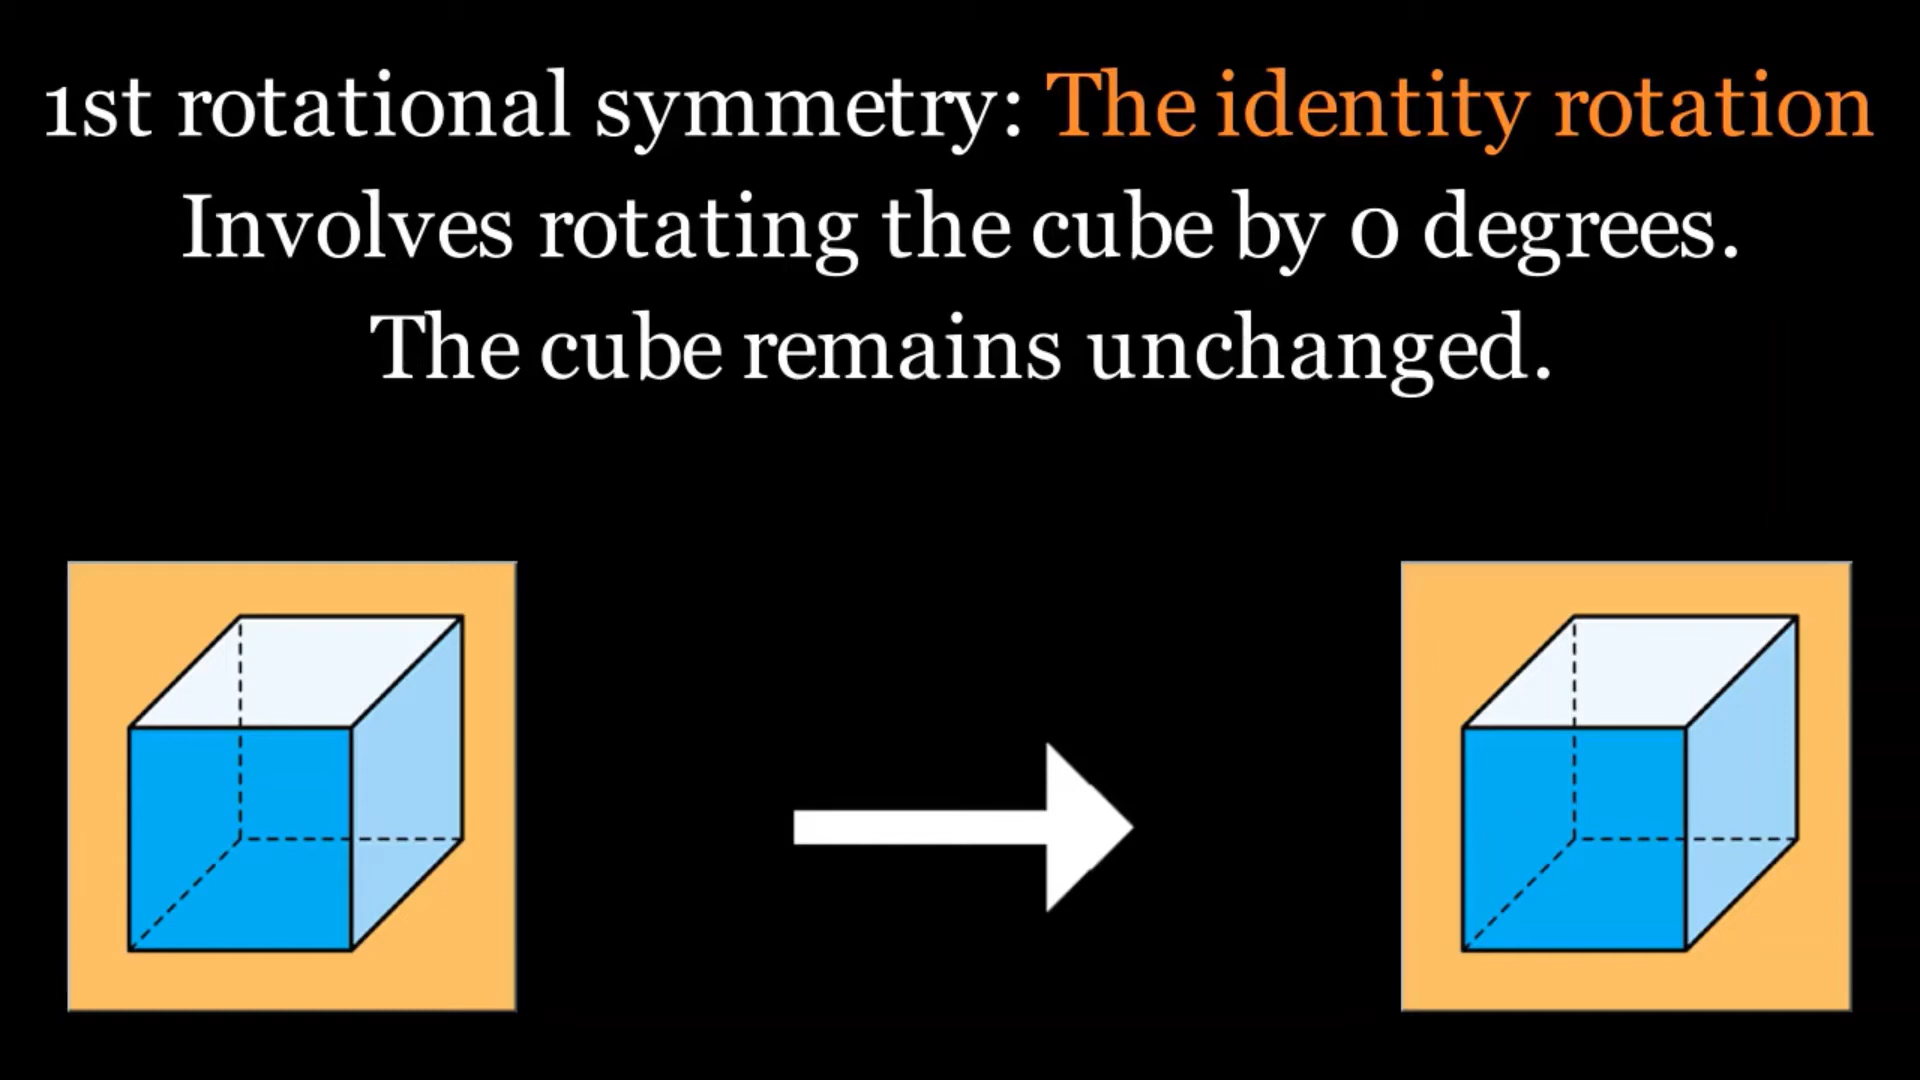 1st rotational symmetry: The identity rotation
Involves rotating the cube by 0 degrees.
The cube remains unchanged.